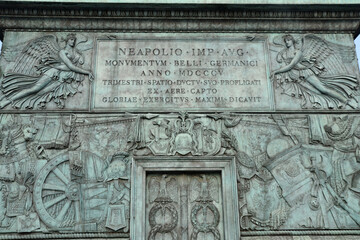 NEAPOLIO · IMP · AVG ·
MONVMENTVM · BELLI · GERMANICI
ANNO · MDCCCV ·
TRIMESTRI · SPATIO · DVCTV · SVO · PROFLIGATI
EX · AERE · CAPTO
GLORIAE · EXERCITVS · MAXIMI · DICAVIT